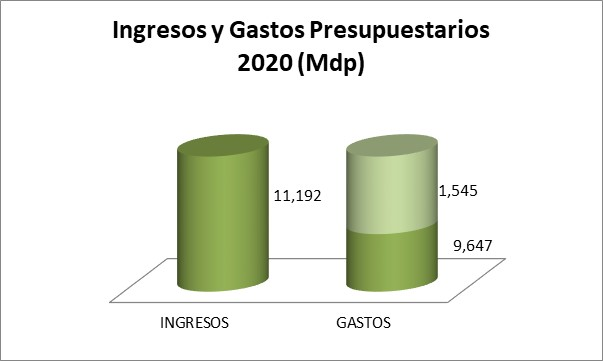 Ingresos y Gastos Presupuestarios
2020 (Mdp)
11,192
1,545
9,647
INGRESOS
GASTOS